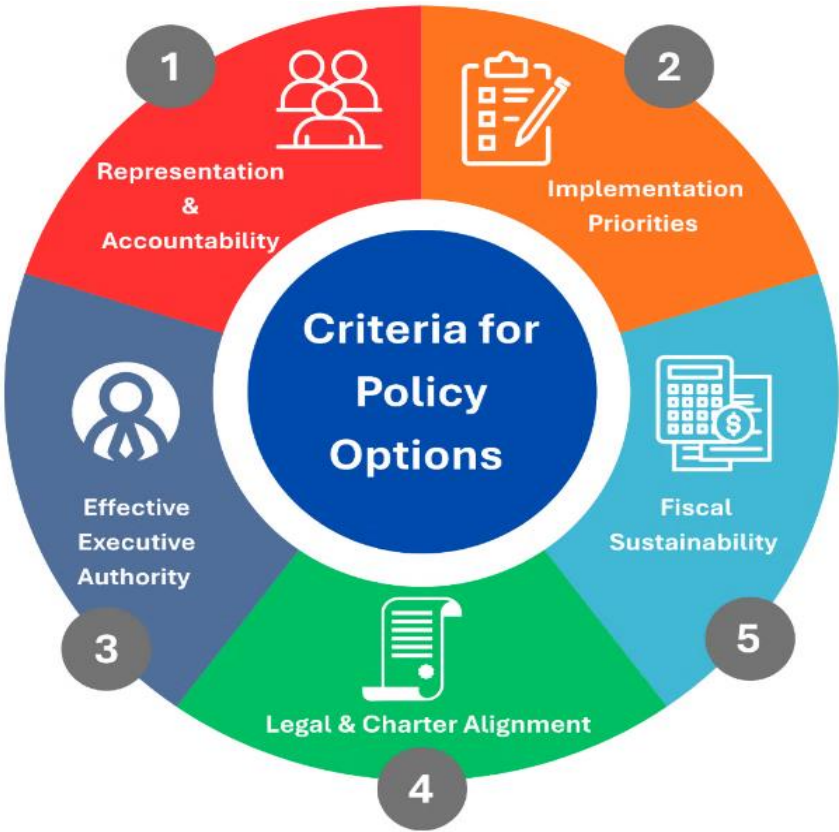 1
Representation
&
Accountability
2
Implementation
Priorities
Criteria for
Policy
Options
3
Effective
Executive
Authority
4
Legal & Charter Alignment
5
Fiscal
Sustainability
$